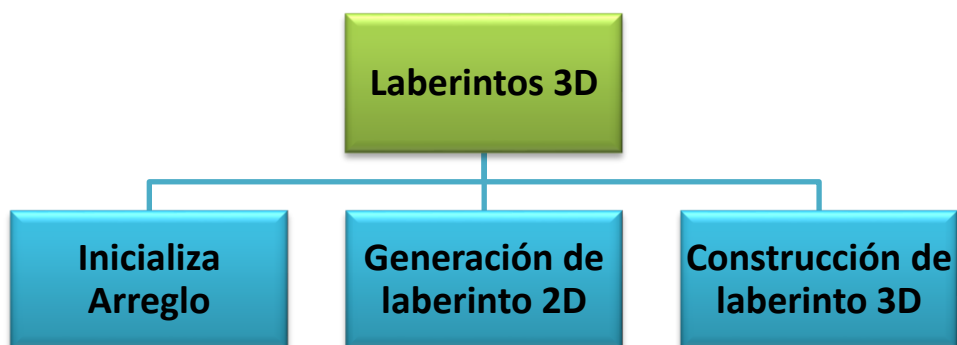 Laberintos 3D
Inicializa
Arreglo
Generación de
laberinto 2D
Construcción de
laberinto 3D